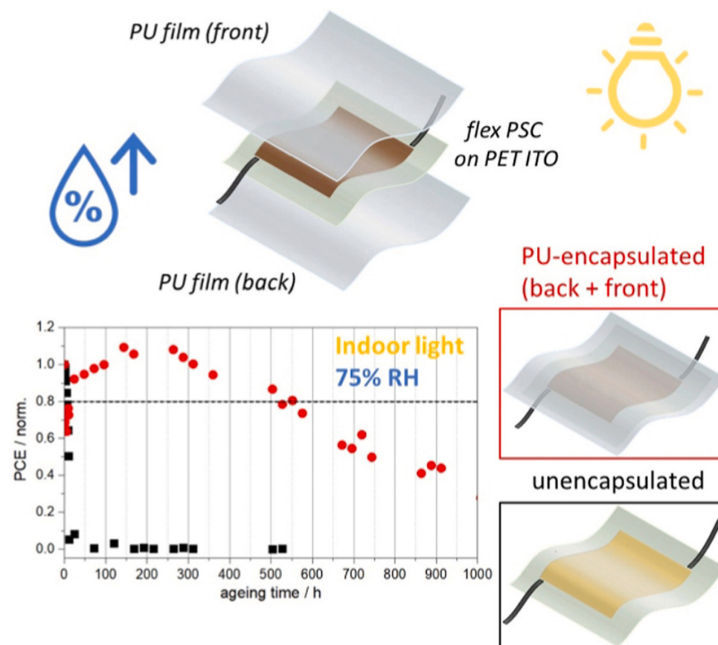 PU film (front)
flex PSC
on PET ITO
%
PU film (back)
PU-encapsulated
(back + front)
unencapsulated
Indoor light
75% RH
PCE / norm.
1.2
1.0
0.8
0.6
0.4
0.2
0.0
0 100 200 300 400 500 600 700 800 900 1000
ageing time / h